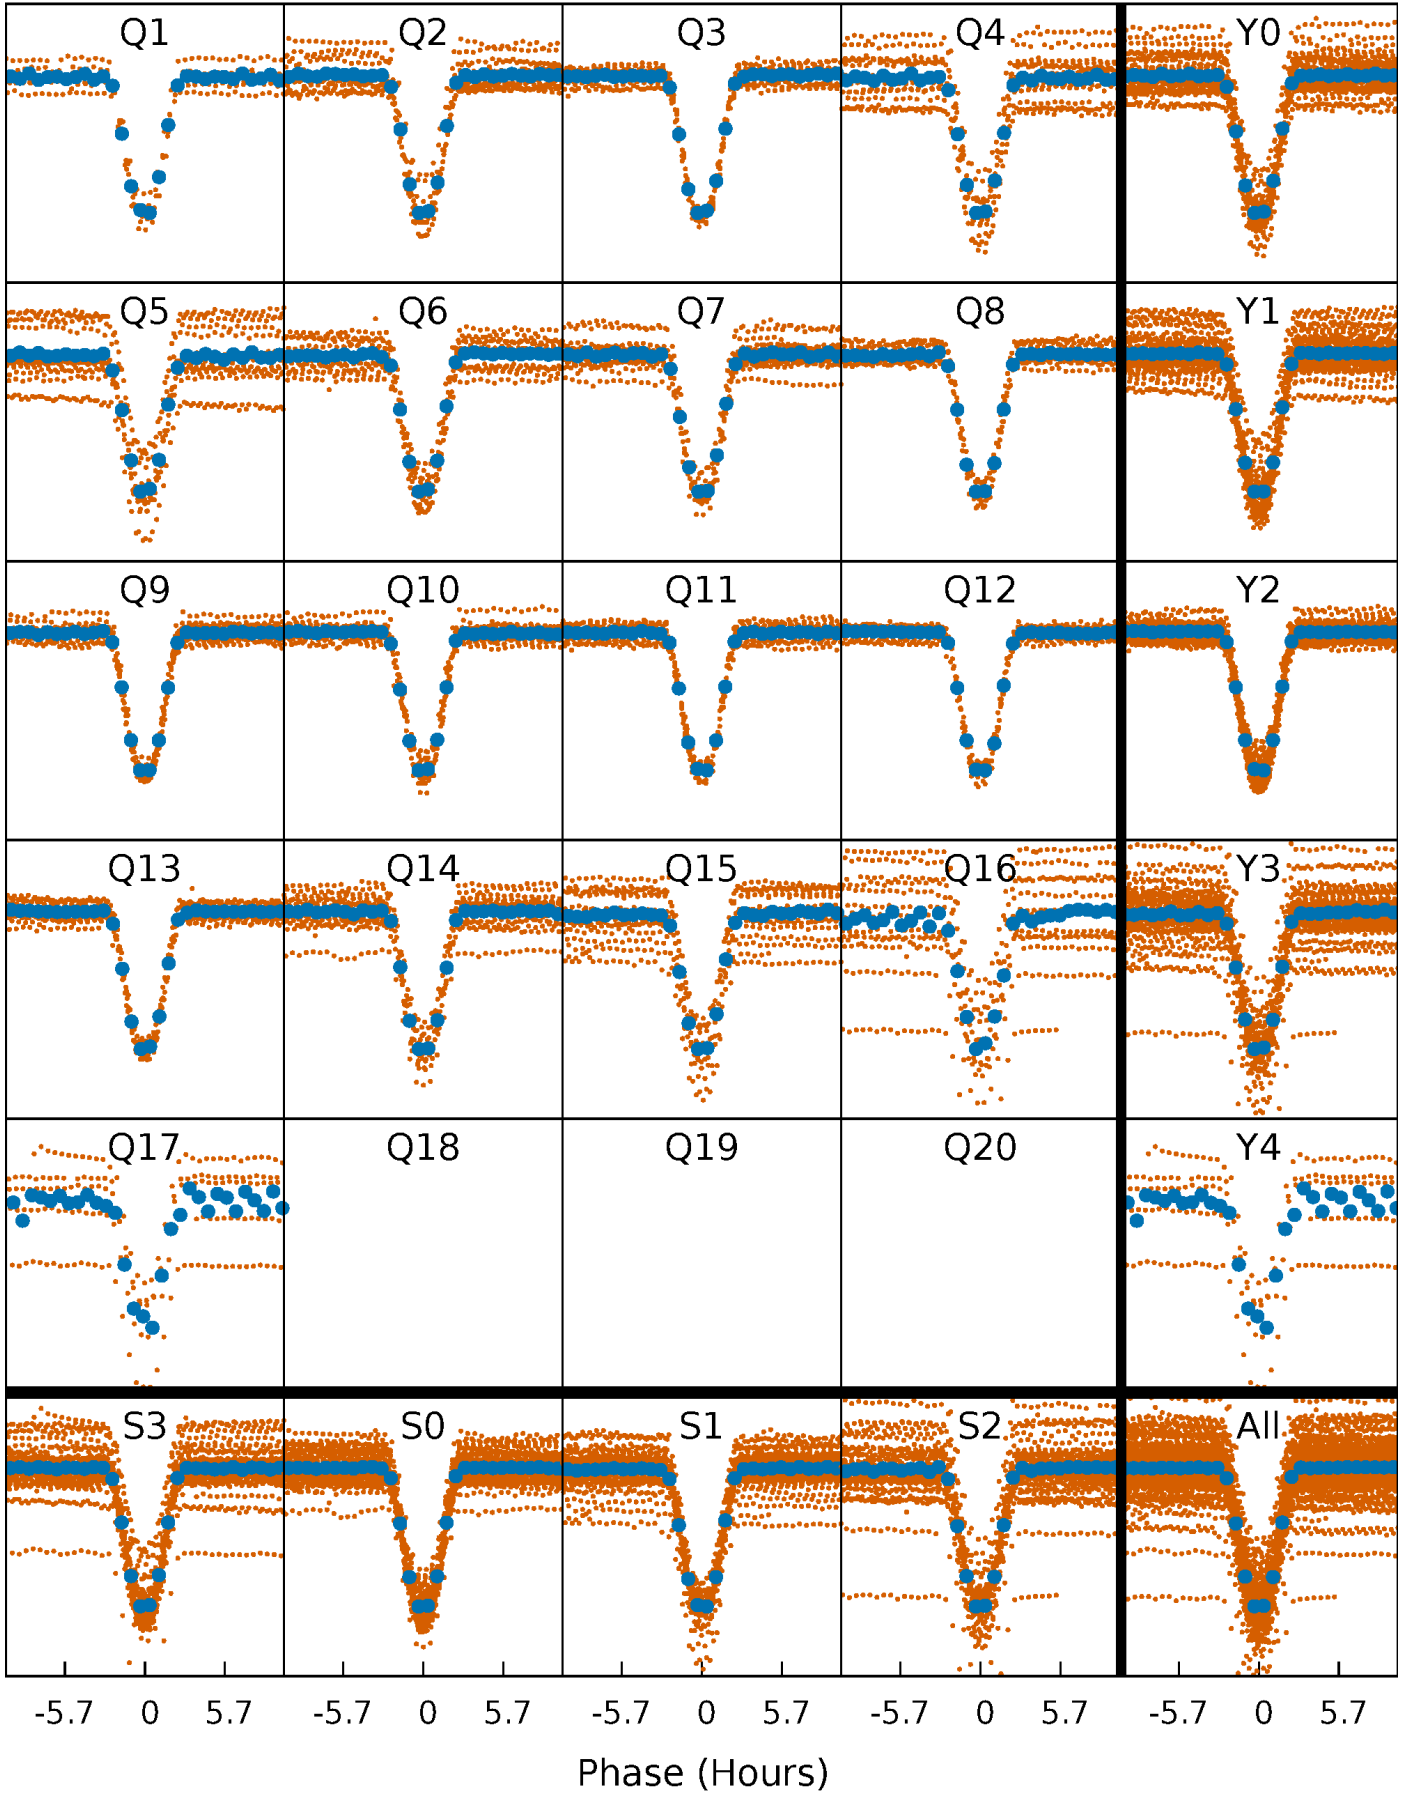 Q1 Q2 Q3 Q4 Y0
Q5 Q6 Q7 Q8 Y1
Q9 Q10 Q11 Q12 Y2
Q13 Q14 Q15 Q16 Y3
Q17 Q18 Q19 Q20 Y4
S3 S0 S1 S2 All
-5.7 0 5.7 -5.7 0 5.7 -5.7 0 5.7 -5.7 0 5.7 -5.7 0 5.7
Phase (Hours)